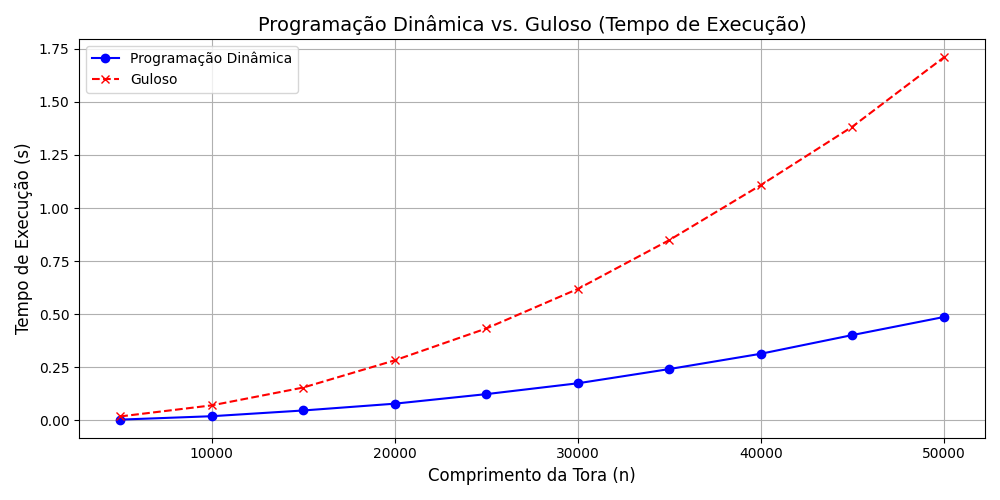 Programação Dinâmica vs. Guloso (Tempo de Execução)
Programação Dinâmica
Guloso
Tempo de Execução (s)
1.75
1.50
1.25
1.00
0.75
0.50
0.25
0.00
10000 20000 30000 40000 50000
Comprimento da Tora (n)